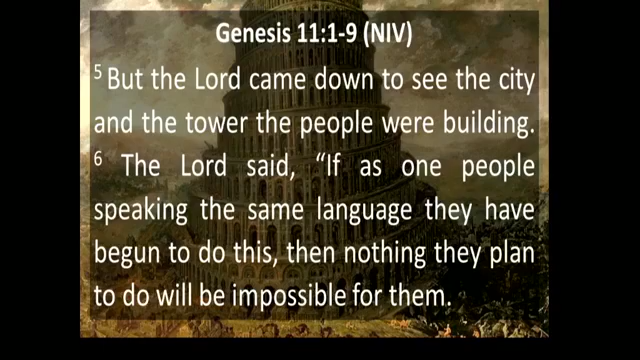 Genesis 11:1-9 (NIV)
5 But the Lord came down to see the city
and the tower the people were building.
6 The Lord said, “If as one people
speaking the same language they have
begun to do this, then nothing they plan
to do will be impossible for them.